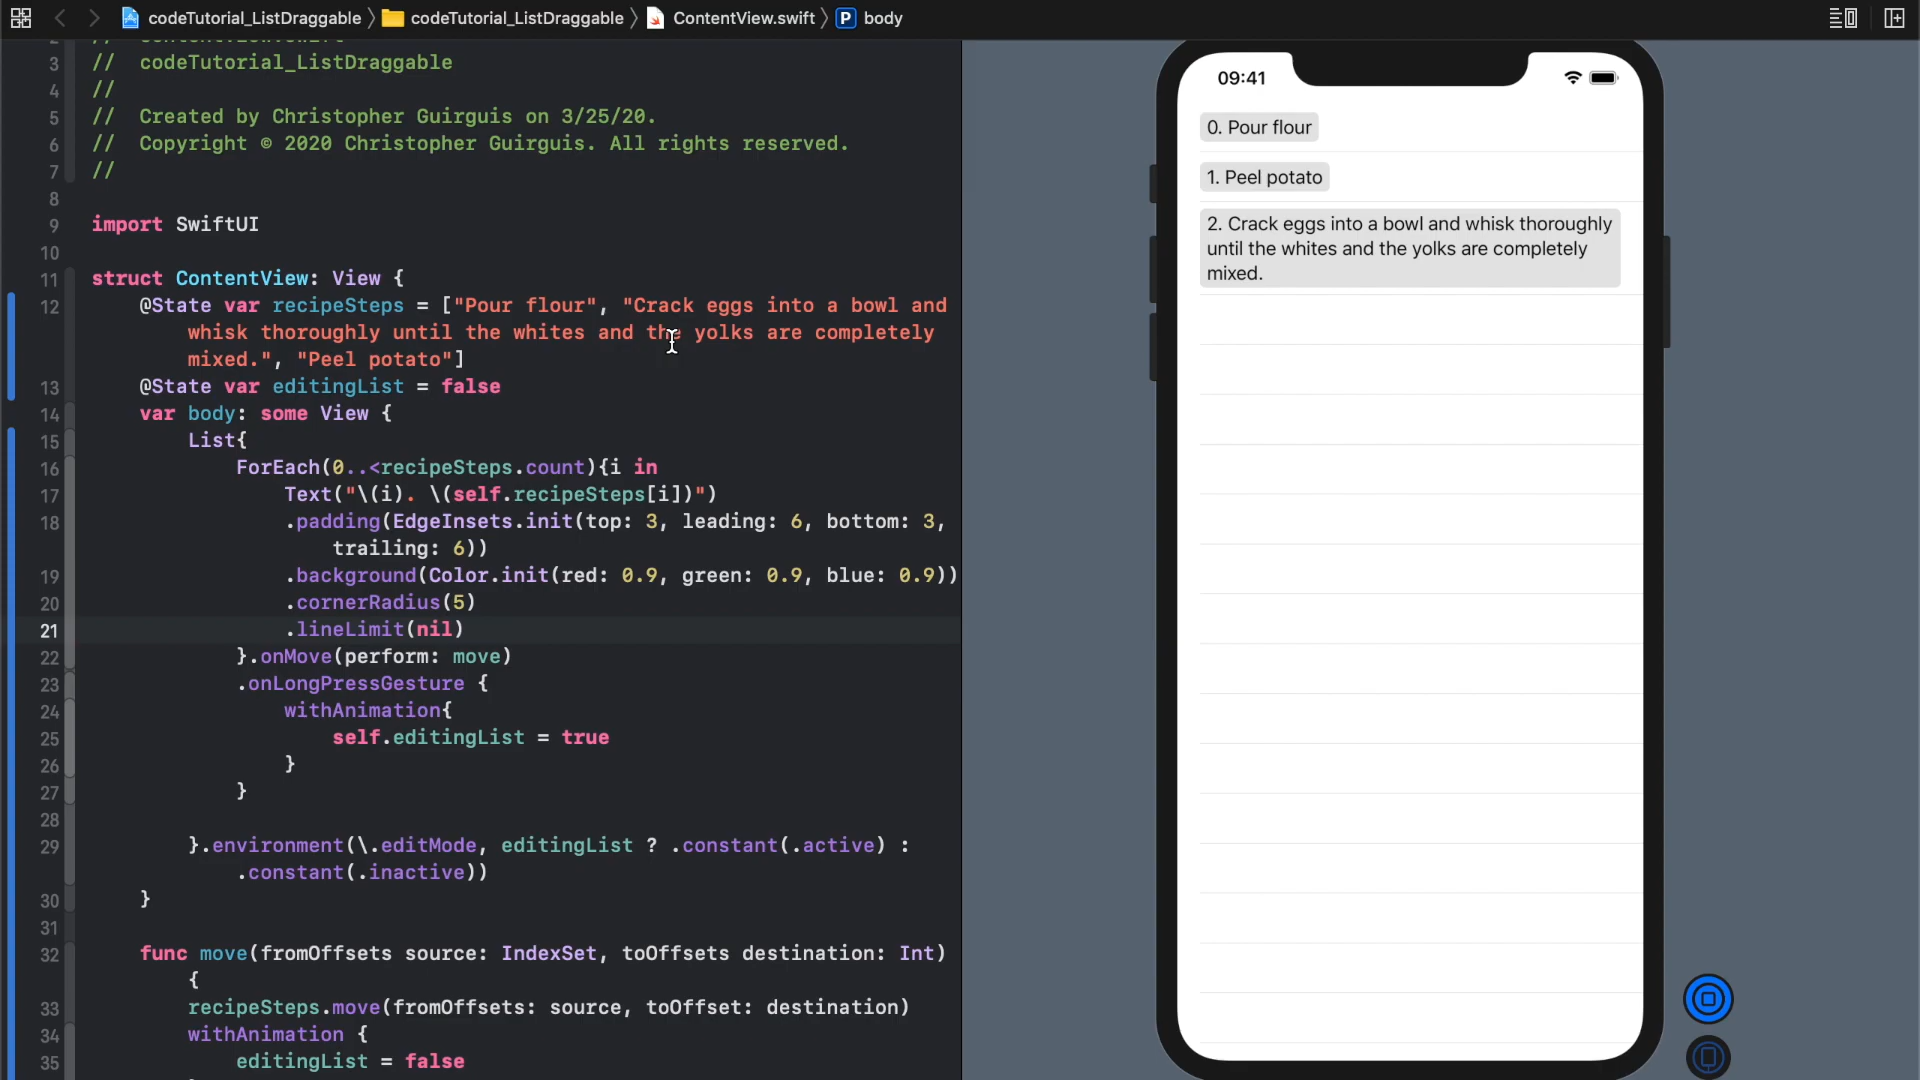 codeTutorial_ListDraggable 〉 codeTutorial_ListDraggable 〉 ContentView.swift 〉 P body
3 // codeTutorial_ListDraggable
4 //
5 // Created by Christopher Guirguis on 3/25/20.
6 // Copyright © 2020 Christopher Guirguis. All rights reserved.
7 //
8
9 import SwiftUI
10
11 struct ContentView: View {
12 @State var recipeSteps = ["Pour flour", "Crack eggs into a bowl and
whisk thoroughly until the whites and the yolks are completely
mixed.", "Peel potato"]
13 @State var editingList = false
14 var body: some View {
15 List{
16 ForEach(0..<recipeSteps.count){i in
17 Text("\(i). \(self.recipeSteps[i])")
18 .padding(EdgeInsets.init(top: 3, leading: 6, bottom: 3,
trailing: 6))
19 .background(Color.init(red: 0.9, green: 0.9, blue: 0.9))
20 .cornerRadius(5)
21 .lineLimit(nil)
22 }.onMove(perform: move)
23 .onLongPressGesture {
24 withAnimation{
25 self.editingList = true
26 }
27 }
28
29 }.environment(\.editMode, editingList ? .constant(.active) :
.constant(.inactive))
30 }
31
32 func move(fromOffsets source: IndexSet, toOffsets destination: Int)
{
33 recipeSteps.move(fromOffsets: source, toOffset: destination)
34 withAnimation {
35 editingList = false
09:41
0. Pour flour
1. Peel potato
2. Crack eggs into a bowl and whisk thoroughly
until the whites and the yolks are completely
mixed.